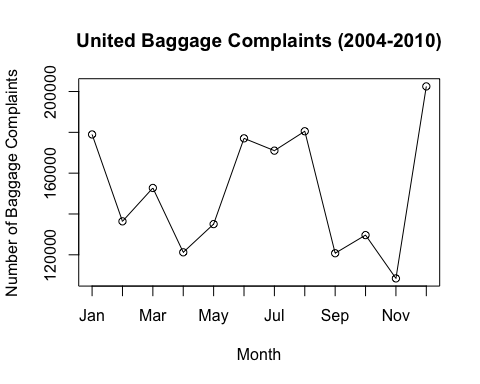 United Baggage Complaints (2004-2010)
Number of Baggage Complaints
200000
160000
120000
Jan Mar May Jul Sep Nov
Month